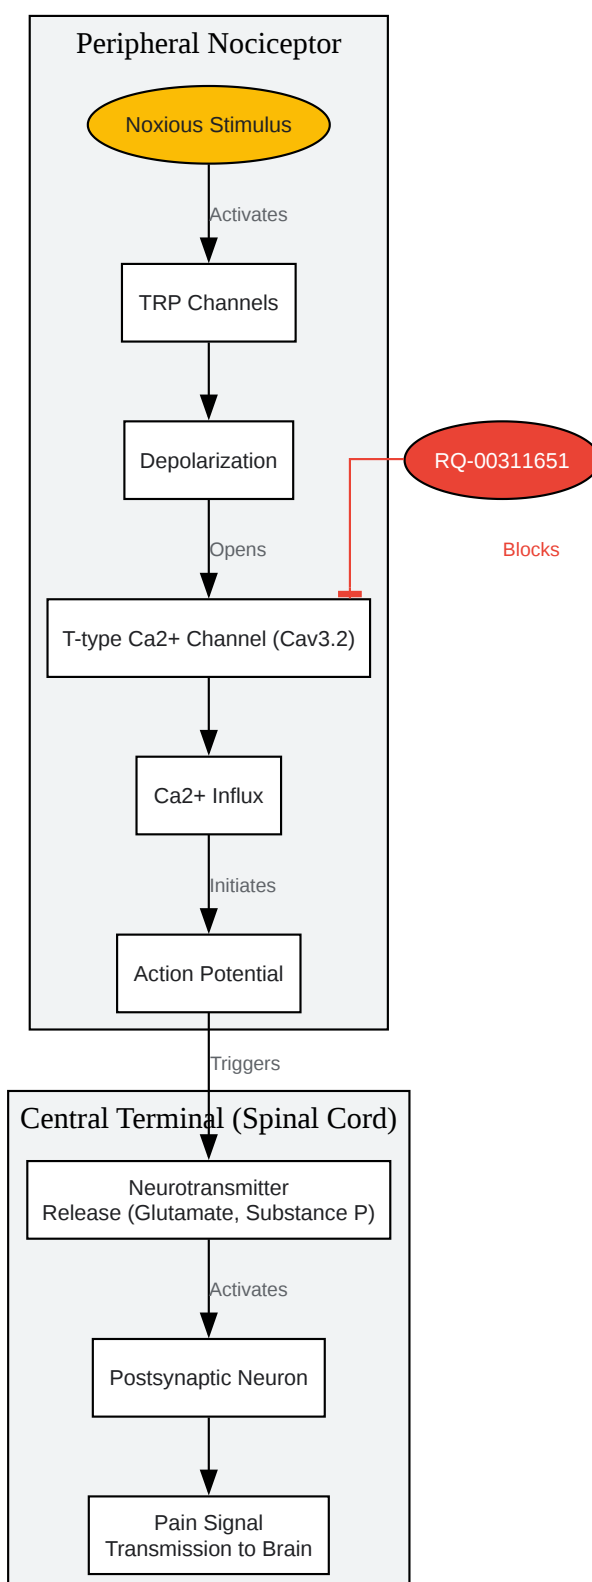 Peripheral Nociceptor
Noxious Stimulus
Activates
TRP Channels
Depolarization
RQ-00311651
Opens
Blocks
T-type Ca2+ Channel (Cav3.2)
Ca2+ Influx
Initiates
Action Potential
Triggers
Central Terminal (Spinal Cord)
Neurotransmitter
Release (Glutamate, Substance P)
Activates
Postsynaptic Neuron
Pain Signal
Transmission to Brain